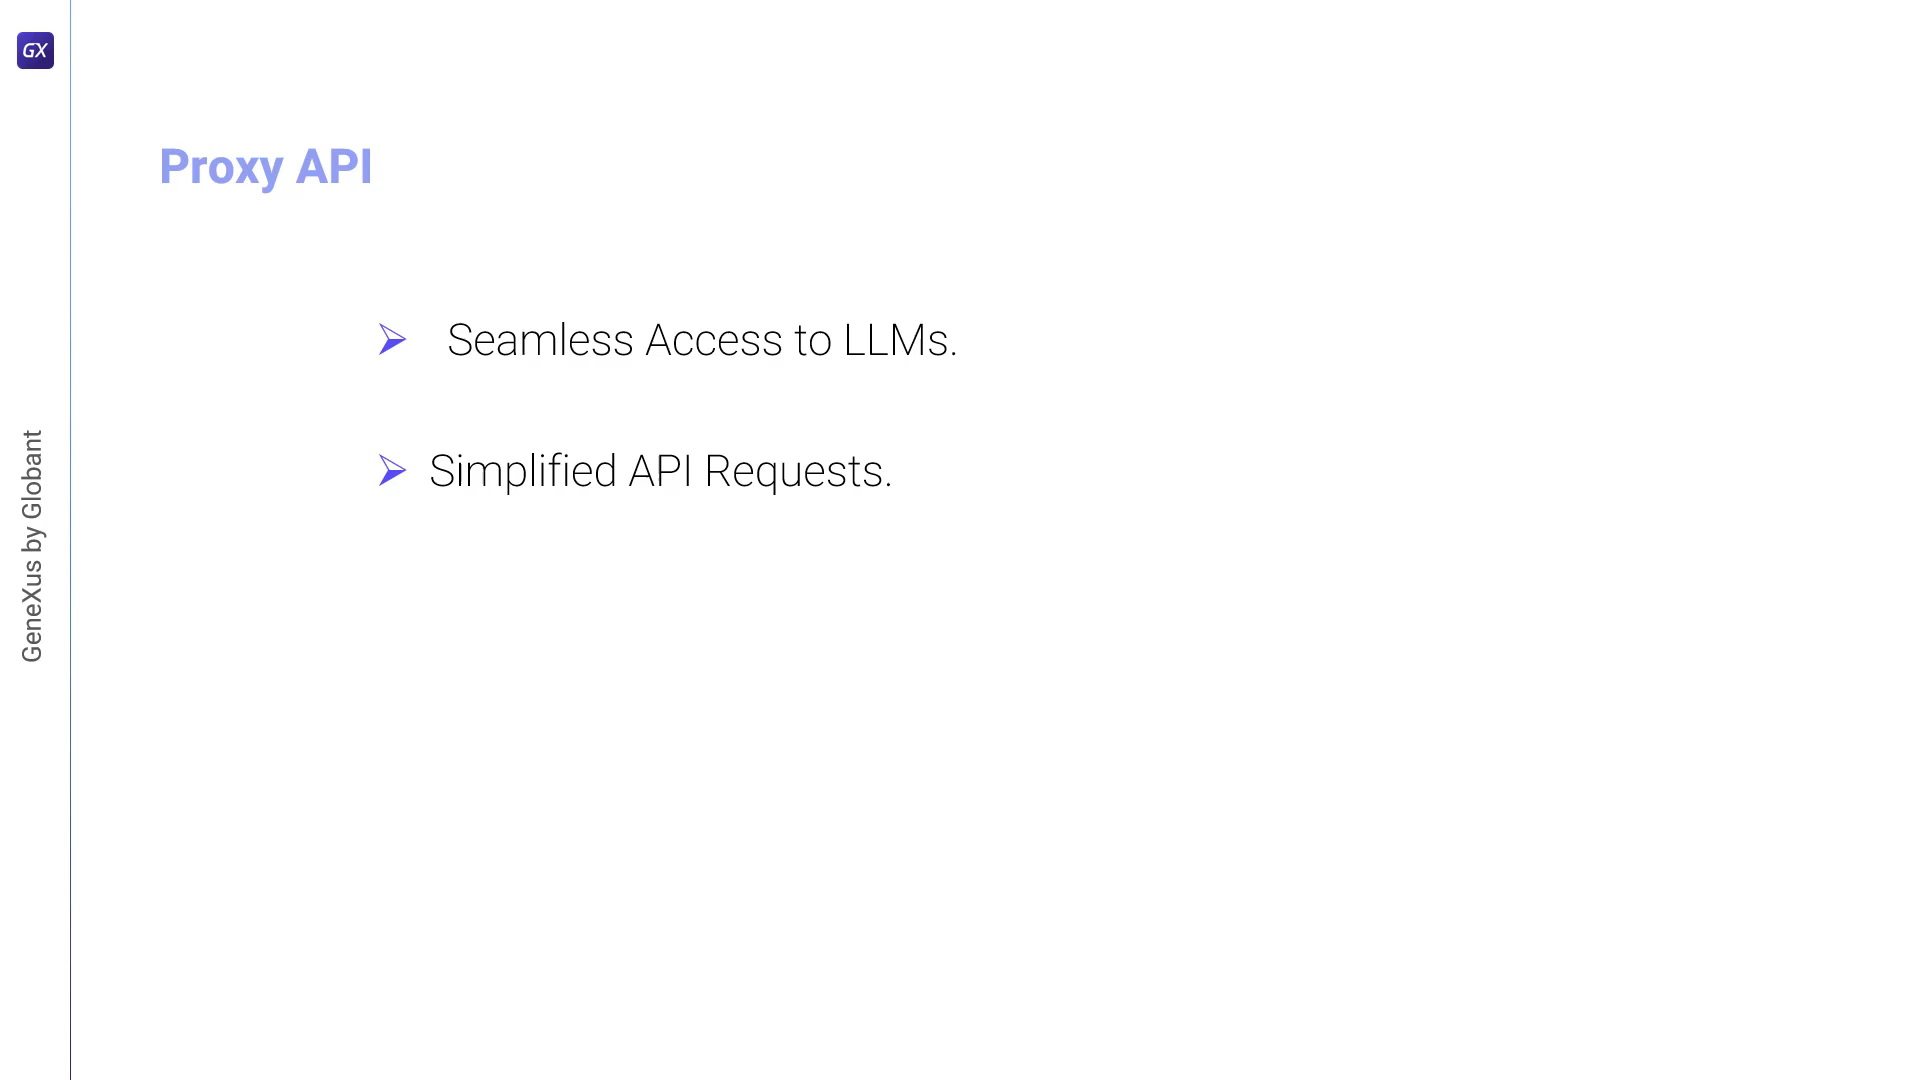 GX
Proxy API
Seamless Access to LLMs.
Simplified API Requests.
GeneXus by Globant